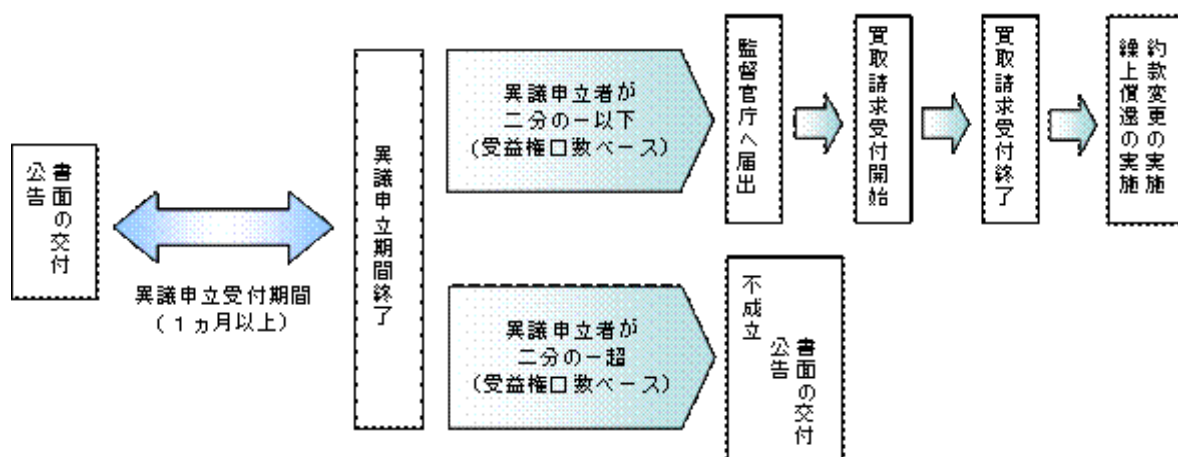 書面の交付
公告
異議申立受付期間
(1ヵ月以上)
異議申立期間終了
異議申立者が
二分の一以下
(受益権口数ベース)
監督官庁へ届出
買取請求受付開始
買取請求受付終了
約款変更の実施
繰上償還の実施
異議申立者が
二分の一超
(受益権口数ベース)
不成立
書面の交付
公告